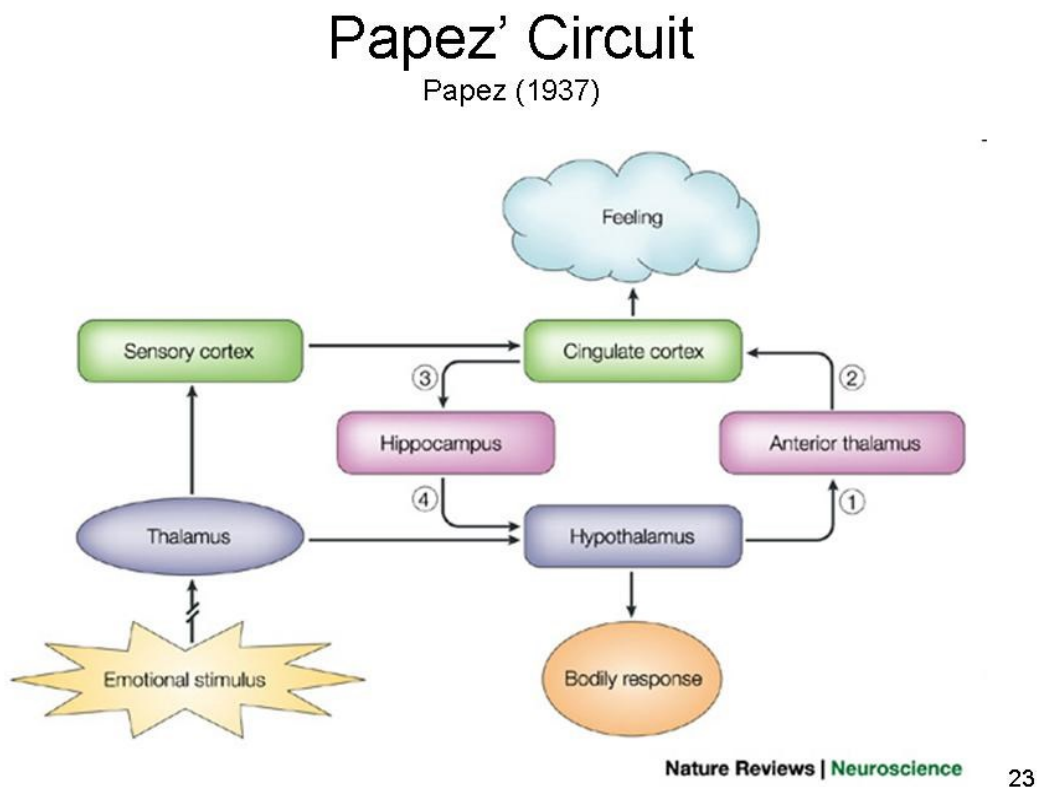 Papez’ Circuit
Papez (1937)
Feeling
Sensory cortex
Cingulate cortex
3
2
Hippocampus
Anterior thalamus
4
1
Thalamus
Hypothalamus
Emotional stimulus
Bodily response
Nature Reviews | Neuroscience
23